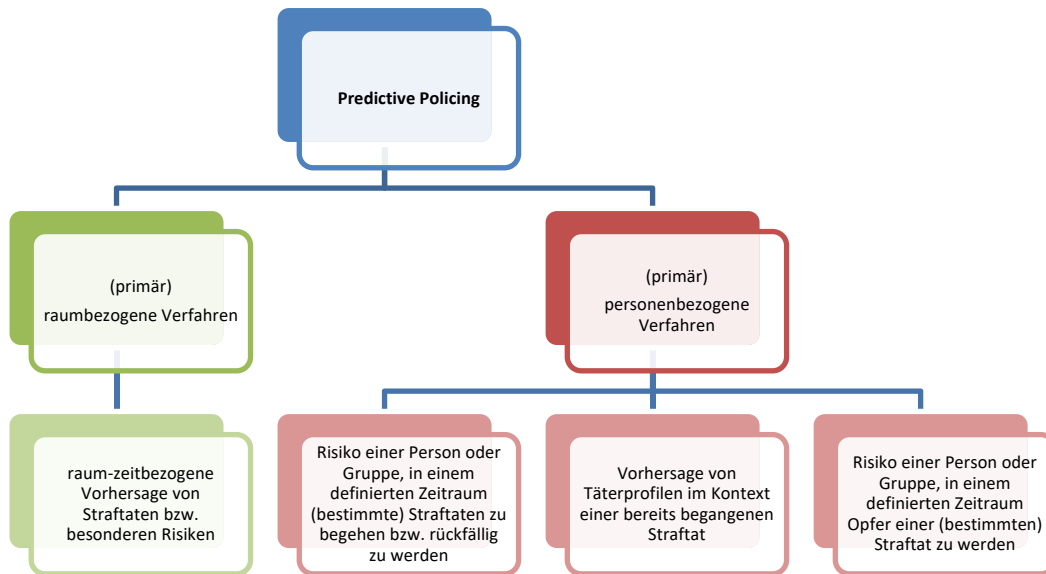 Predictive Policing
(primär)
raumbezogene Verfahren
(primär)
personenbezogene
Verfahren
raum-zeitbezogene
Vorhersage von
Straftaten bzw.
besonderen Risiken
Risiko einer Person oder
Gruppe, in einem
definierten Zeitraum
(bestimmte) Straftaten zu
begehen bzw. rückfällig
zu werden
Vorhersage von
Täterprofilen im Kontext
einer bereits begangenen
Straftat
Risiko einer Person oder
Gruppe, in einem
definierten Zeitraum
Opfer einer (bestimmten)
Straftat zu werden